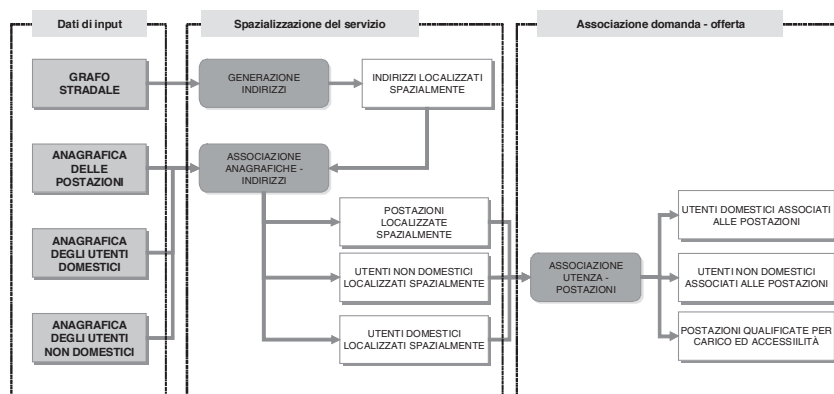 Dati di input
Spazializzazione del servizio
Associazione domanda - offerta
GRAFO
STRADALE
GENERAZIONE
INDIRIZZI
INDIRIZZI LOCALIZZATI
SPAZIALMENTE
ANAGRAFICA
DELLE
POSTAZIONI
ASSOCIAZIONE
ANAGRAFICHE -
INDIRIZZI
POSTAZIONI
LOCALIZZATE
SPAZIALMENTE
UTENTI DOMESTICI ASSOCIATI
ALLE POSTAZIONI
ANAGRAFICA
DEGLI UTENTI
DOMESTICI
UTENTI NON DOMESTICI
LOCALIZZATI SPAZIALMENTE
ASSOCIAZIONE
UTENZA -
POSTAZIONI
UTENTI NON DOMESTICI
ASSOCIATI ALLE POSTAZIONI
ANAGRAFICA
DEGLI UTENTI
NON DOMESTICI
UTENTI DOMESTICI
LOCALIZZATI SPAZIALMENTE
POSTAZIONI QUALIFICATE PER
CARICO ED ACCESSIILITÀ